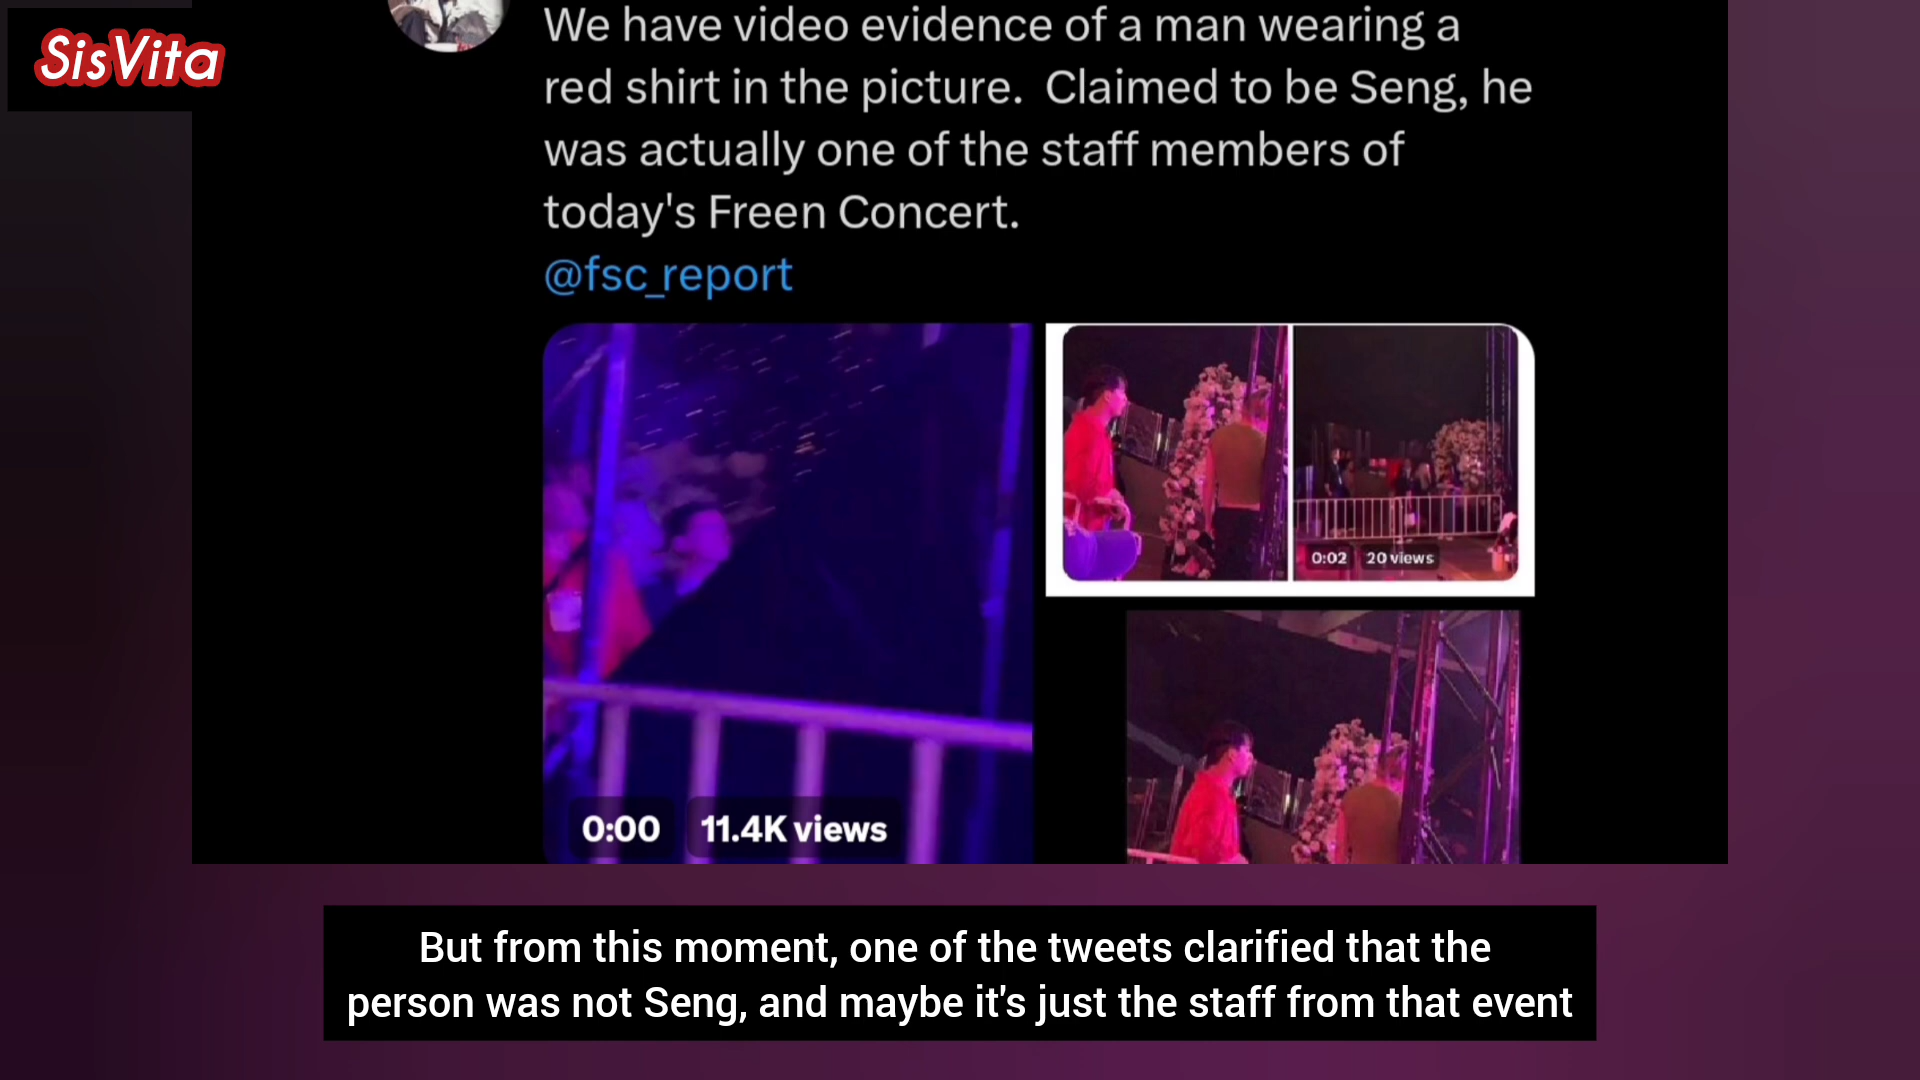 SisVita
We have video evidence of a man wearing a
red shirt in the picture. Claimed to be Seng, he
was actually one of the staff members of
today's Freen Concert.
@fsc_report
0:02 20 views
0:00 11.4K views
But from this moment, one of the tweets clarified that the
person was not Seng, and maybe it's just the staff from that event